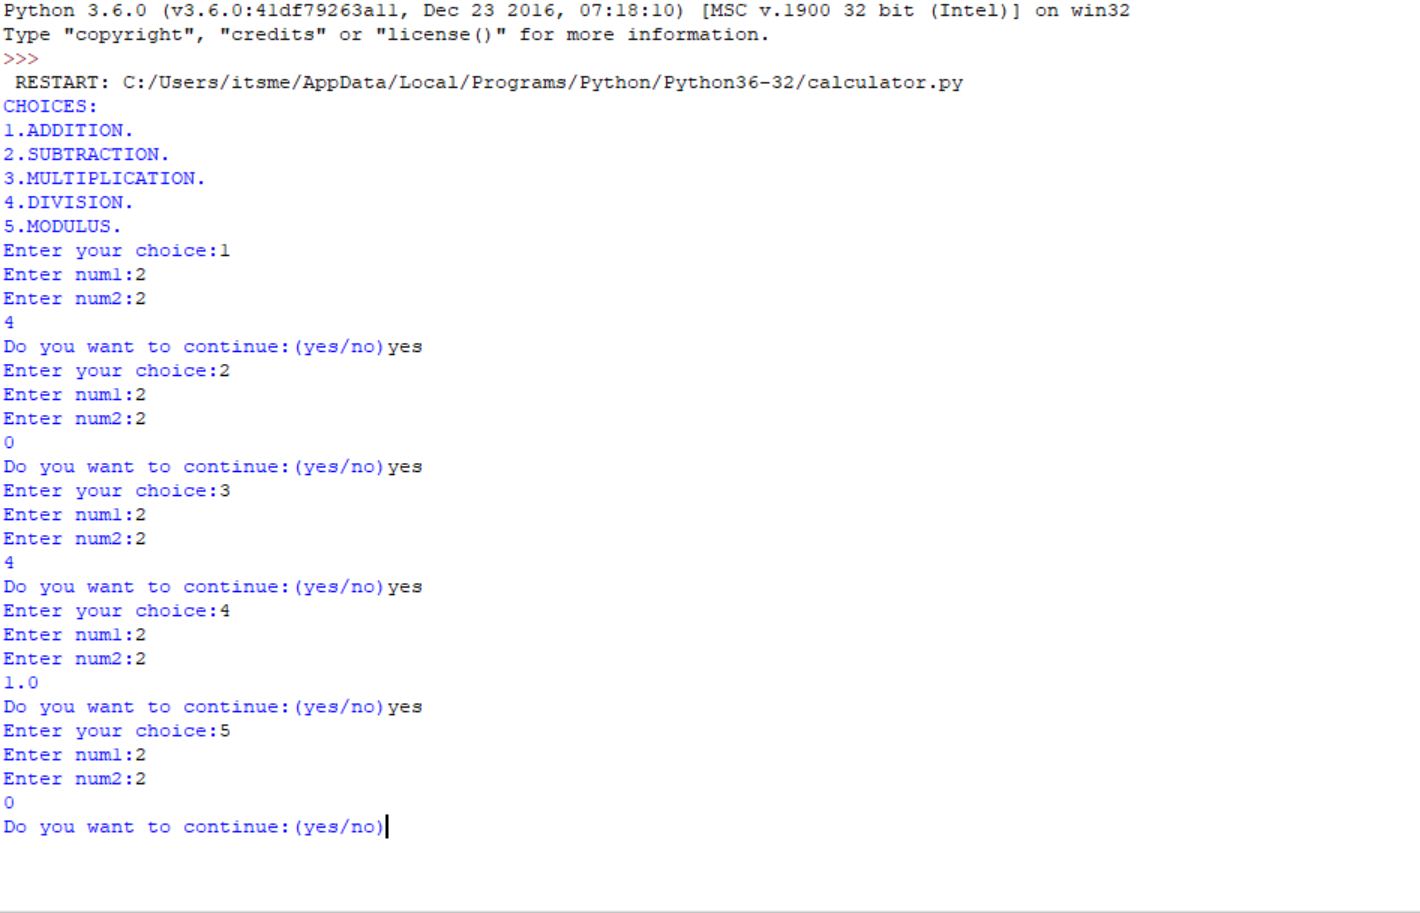 Python 3.6.0 (v3.6.0:41df79263a11, Dec 23 2016, 07:18:10) [MSC v.1900 32 bit (Intel)] on win32
Type "copyright", "credits" or "license()" for more information.
>>>
 RESTART: C:/Users/itsme/AppData/Local/Programs/Python/Python36-32/calculator.py
CHOICES:
1.ADDITION.
2.SUBTRACTION.
3.MULTIPLICATION.
4.DIVISION.
5.MODULUS.
Enter your choice:1
Enter num1:2
Enter num2:2
4
Do you want to continue:(yes/no)yes
Enter your choice:2
Enter num1:2
Enter num2:2
0
Do you want to continue:(yes/no)yes
Enter your choice:3
Enter num1:2
Enter num2:2
4
Do you want to continue:(yes/no)yes
Enter your choice:4
Enter num1:2
Enter num2:2
1.0
Do you want to continue:(yes/no)yes
Enter your choice:5
Enter num1:2
Enter num2:2
0
Do you want to continue:(yes/no)